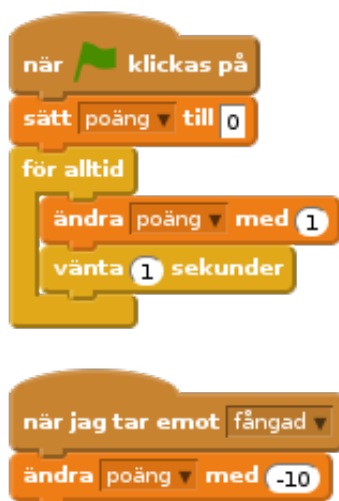 när klickas på
sätt poäng till 0
för alltid
ändra poäng med 1
vänta 1 sekunder
när jag tar emot fångad
ändra poäng med -10